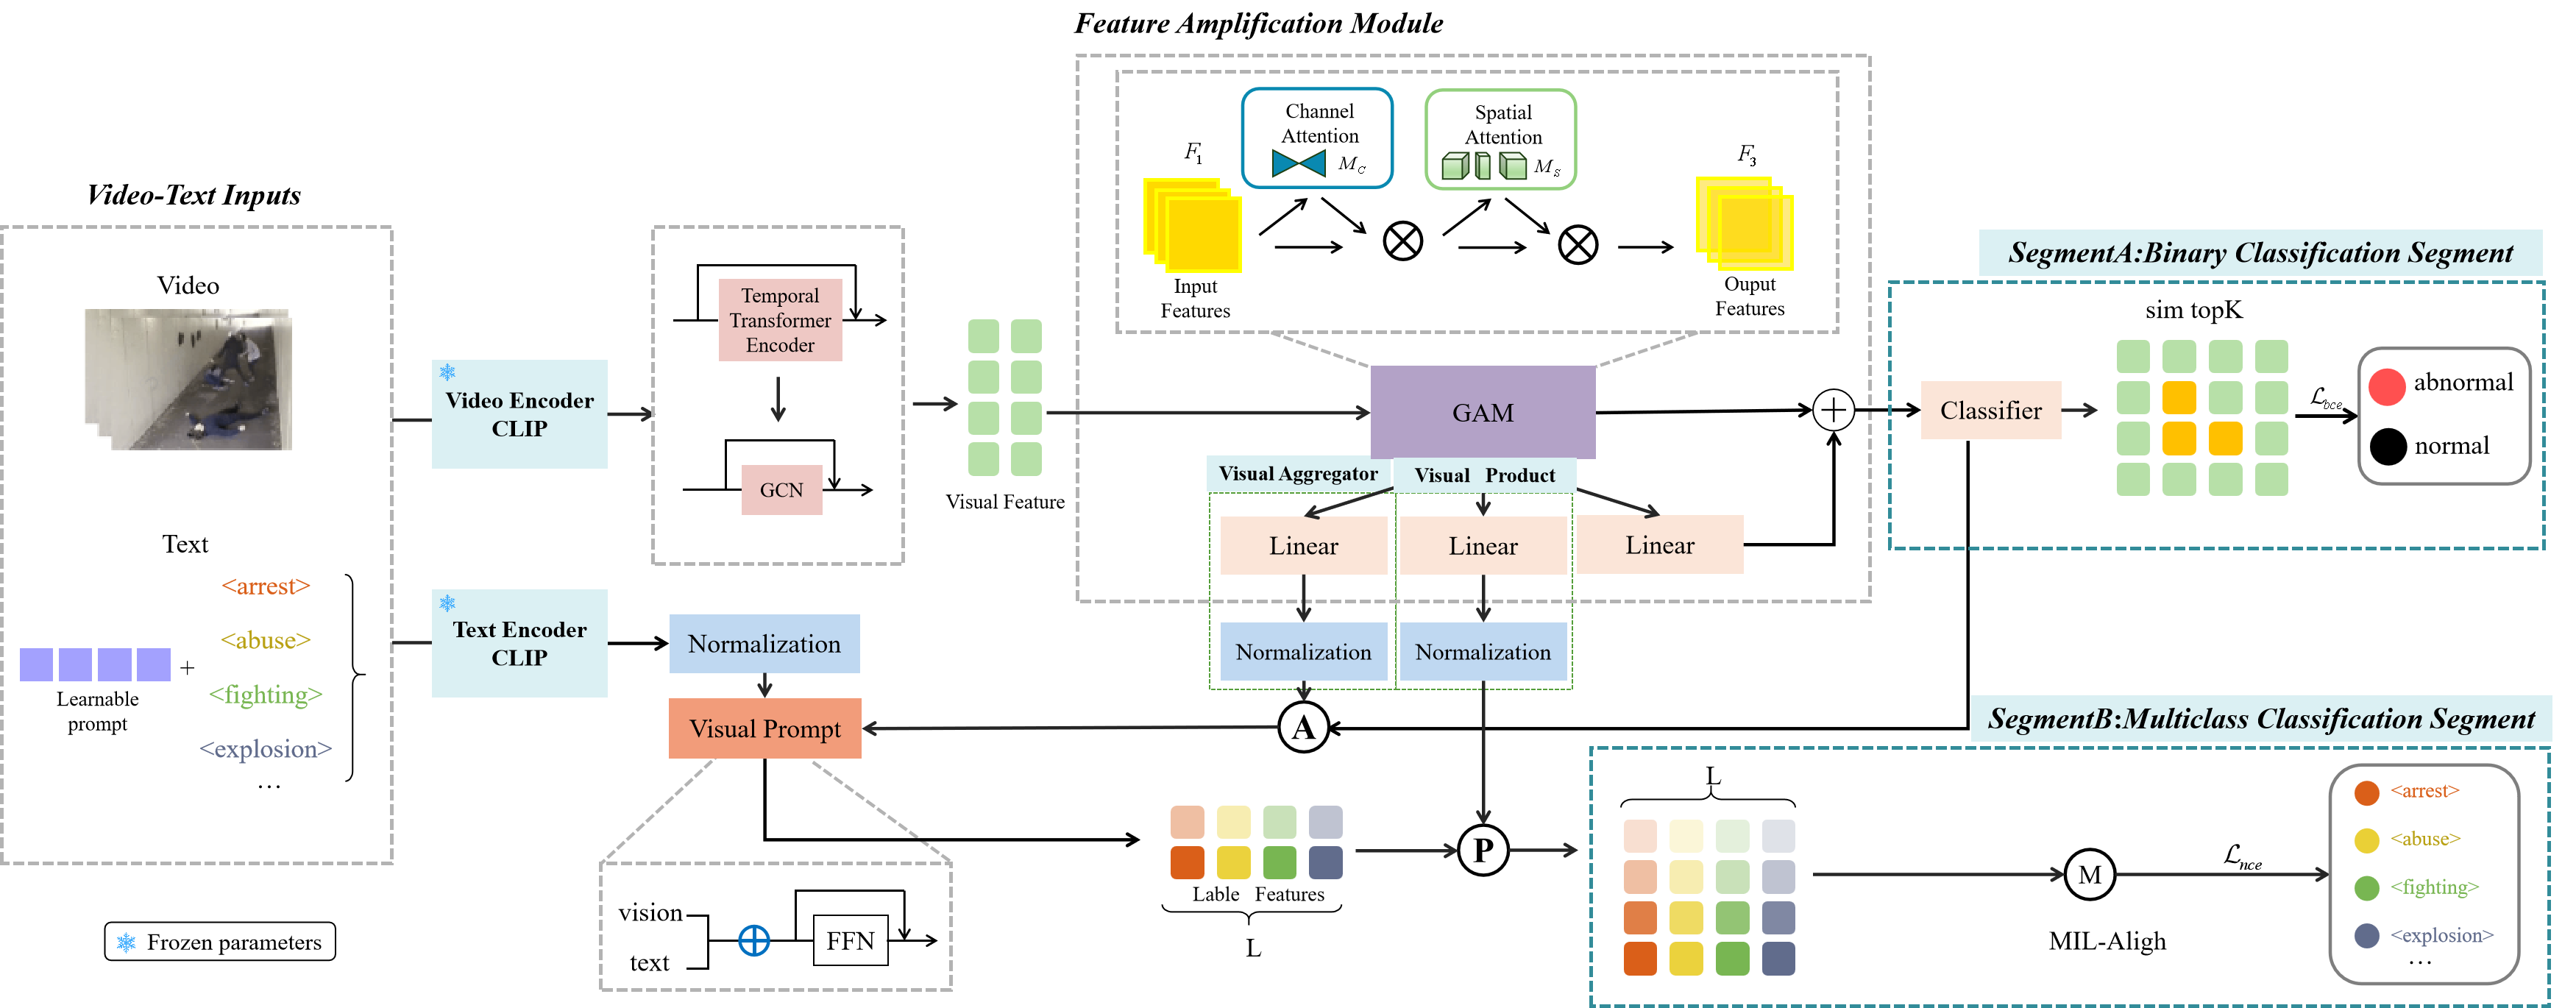 Feature Amplification Module
Channel
Attention
M_C
Spatial
Attention
M_S
F_1
F_3
Input
Features
Ouput
Features
Video-Text Inputs
Video
Text
<arrest>
<abuse>
<fighting>
<explosion>
...
+
Learnable
prompt
Frozen parameters
Video Encoder
CLIP
Text Encoder
CLIP
Temporal
Transformer
Encoder
GCN
Visual Feature
GAM
Visual Aggregator
Visual Product
Linear
Linear
Linear
Normalization
Normalization
Normalization
Visual Prompt
A
P
vision
text
FFN
Lable Features
L
SegmentA:Binary Classification Segment
sim topK
Classifier
ℒ_bce
abnormal
normal
SegmentB:Multiclass Classification Segment
L
M
MIL-Aligh
ℒ_nce
<arrest>
<abuse>
<fighting>
<explosion>
...